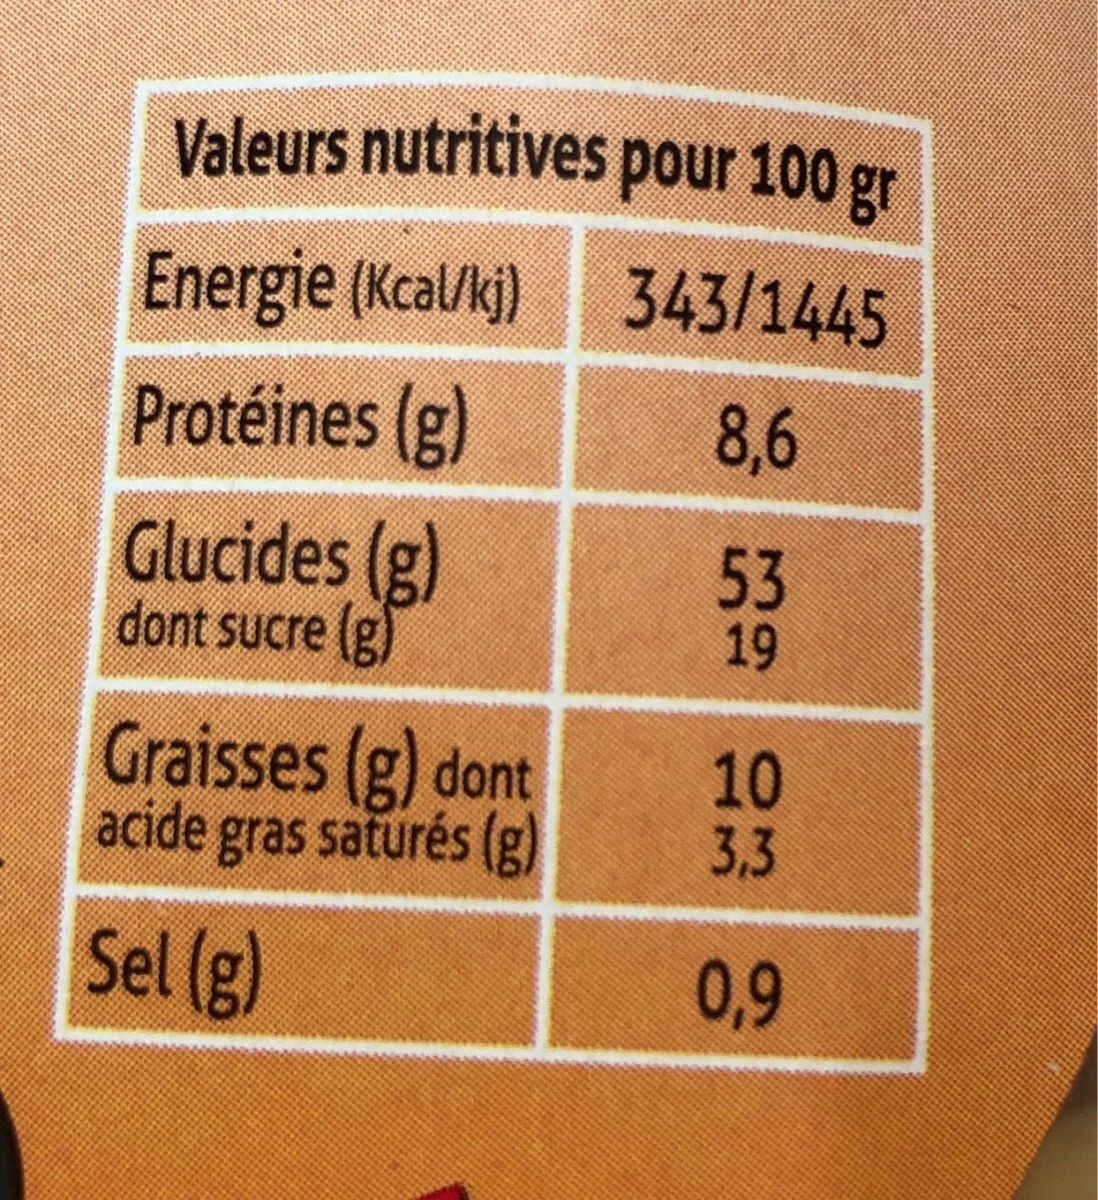 Valeurs nutritives pour 100 gr
Energie (Kcal/kj) 343/1445
Protéines (g) 8,6
Glucides (g) 53
dont sucre (g) 19
Graisses (g) dont 10
acide gras saturés (g) 3,3
Sel (g) 0,9